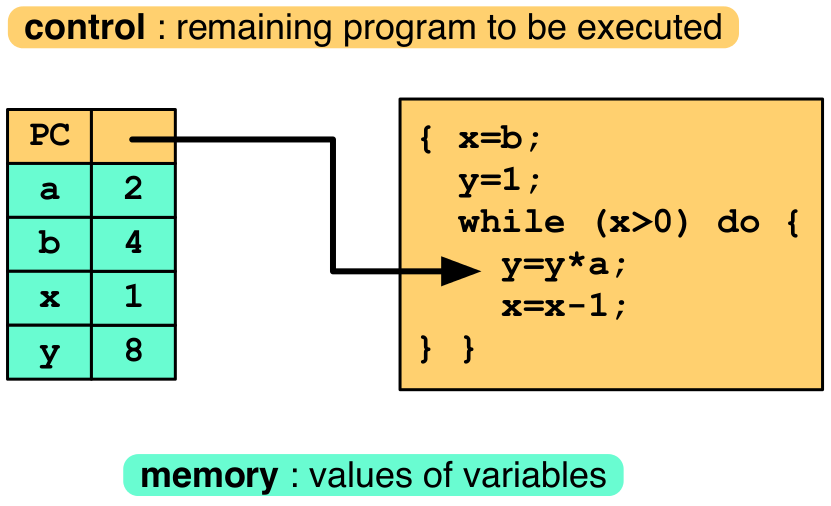 control : remaining program to be executed
PC
a 2
b 4
x 1
y 8
{ x=b;
y=1;
while (x>0) do {
y=y*a;
x=x-1;
} }
memory : values of variables